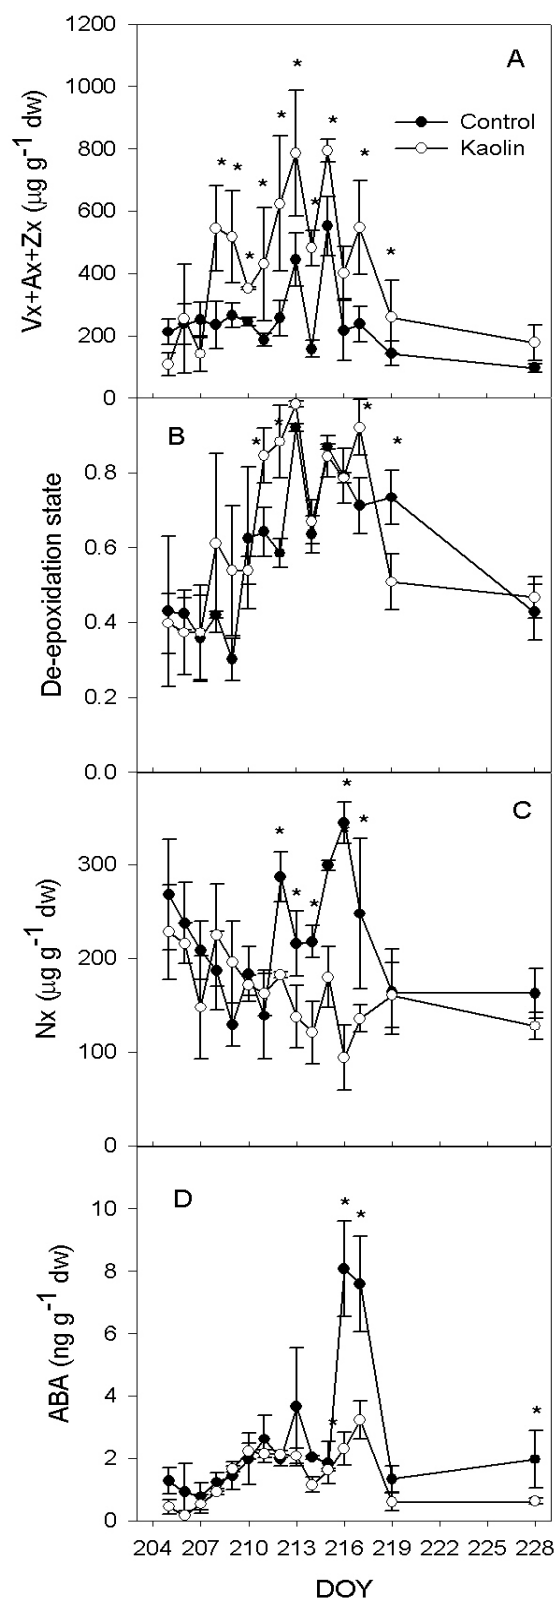 1200
1000
800
600
400
200
0
Vx+Ax+Zx (µg g-1 dw)
A
Control
Kaolin
* * * * * * * * * *
0.8
0.6
0.4
0.2
0.0
De-epoxidation state
B
* * * *
300
200
100
0
Nx (µg g-1 dw)
C
* * * * *
10
8
6
4
2
0
ABA (ng g-1 dw)
D
* * * *
204 207 210 213 216 219 222 225 228
DOY